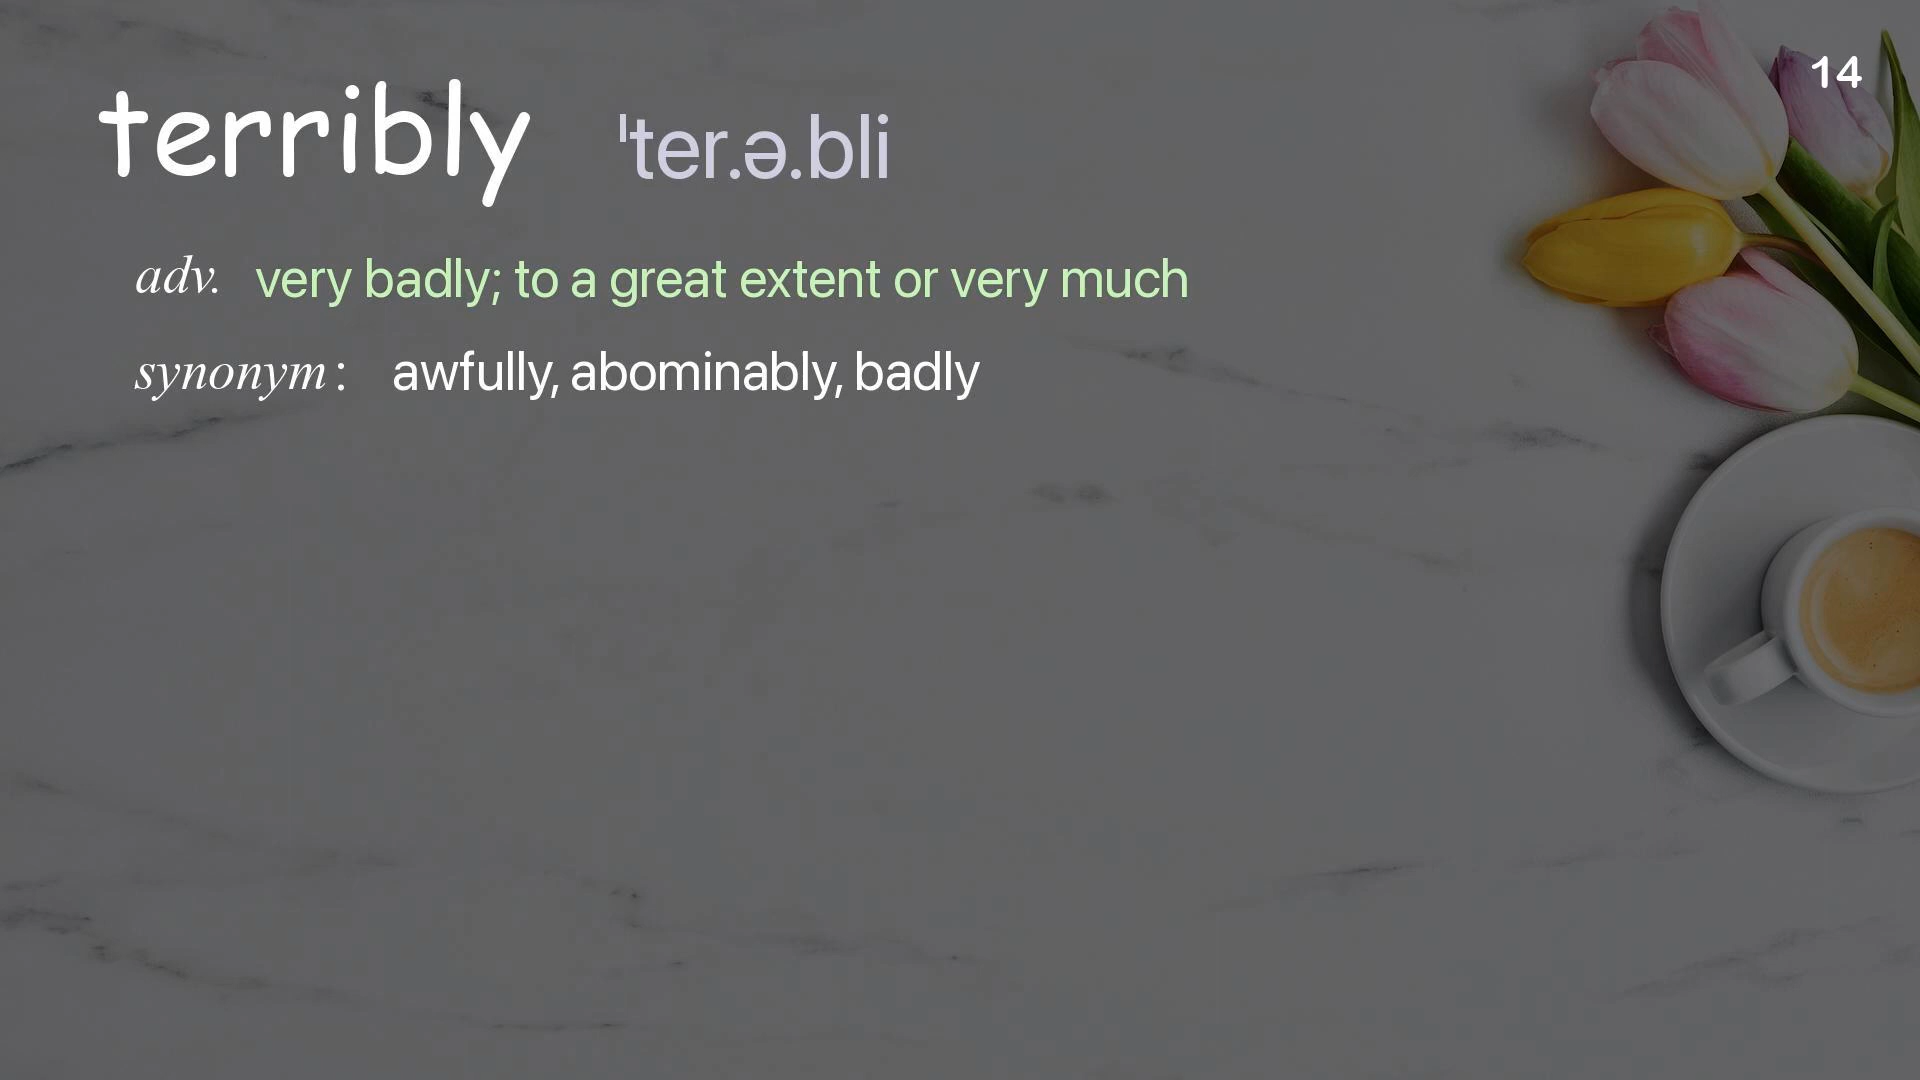 14
terribly ˈter.ə.bli
adv. very badly; to a great extent or very much
synonym : awfully, abominably, badly